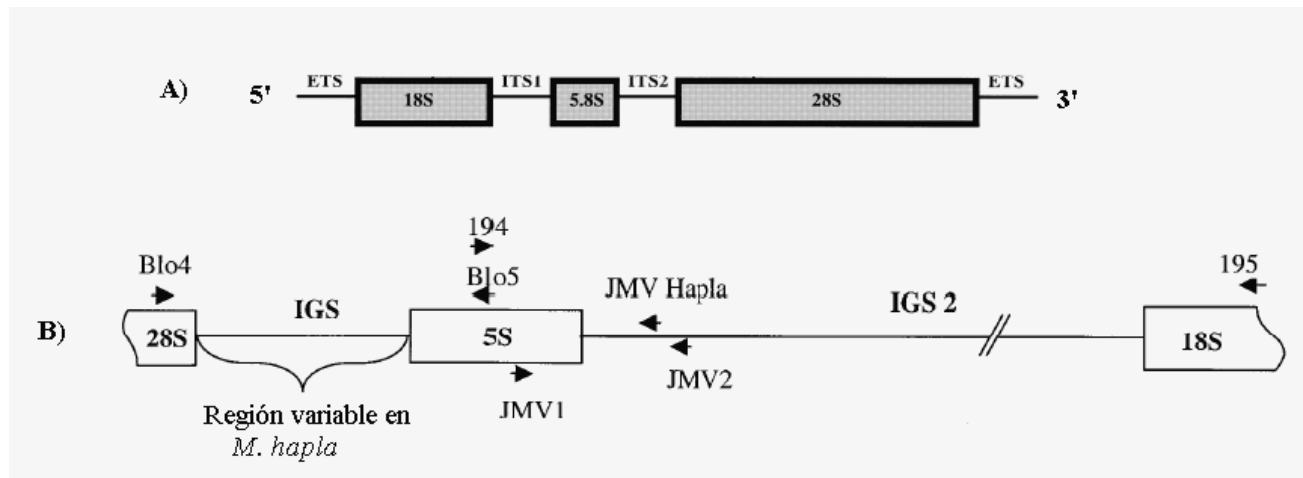 A) 5' ETS 18S ITS1 5.8S ITS2 28S ETS 3'
194
Blo4 Blo5 JMV Hapla 195
IGS IGS 2
B) 28S 5S 18S
JMV2
Región variable en JMV1
M. hapla